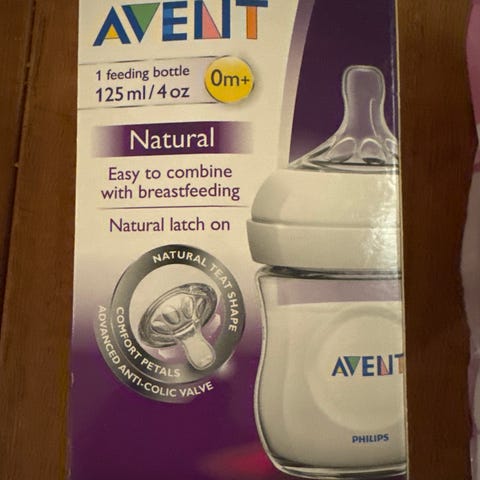 AVENT
1 feeding bottle
125 ml/4 oz
0m+
Natural
Easy to combine
with breastfeeding
Natural latch on
NATURAL TEAT SHAPE
COMFORT PETALS
ADVANCED ANTI-COLIC VALVE
AVENT
PHILIPS